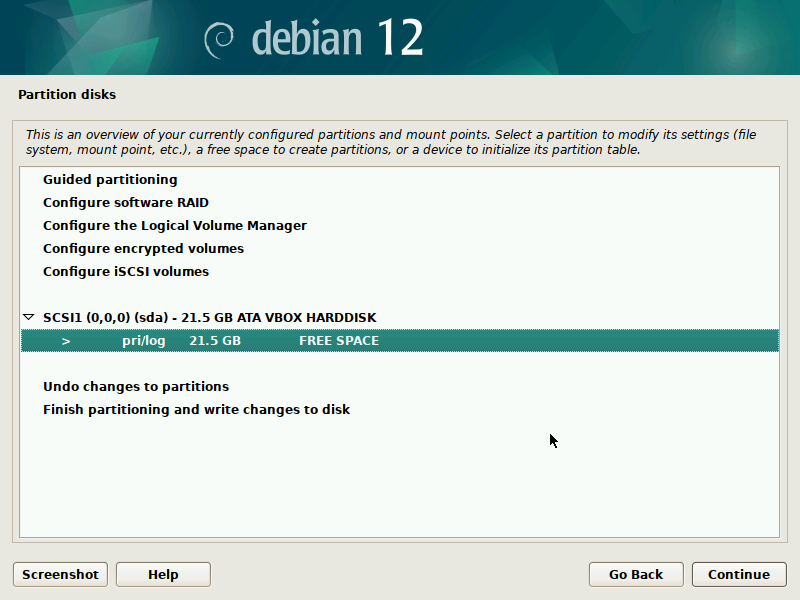 debian 12
Partition disks
This is an overview of your currently configured partitions and mount points. Select a partition to modify its settings (file
system, mount point, etc.), a free space to create partitions, or a device to initialize its partition table.
Guided partitioning
Configure software RAID
Configure the Logical Volume Manager
Configure encrypted volumes
Configure iSCSI volumes
SCSI1 (0,0,0) (sda) - 21.5 GB ATA VBOX HARDDISK
> pri/log 21.5 GB FREE SPACE
Undo changes to partitions
Finish partitioning and write changes to disk
Screenshot Help Go Back Continue